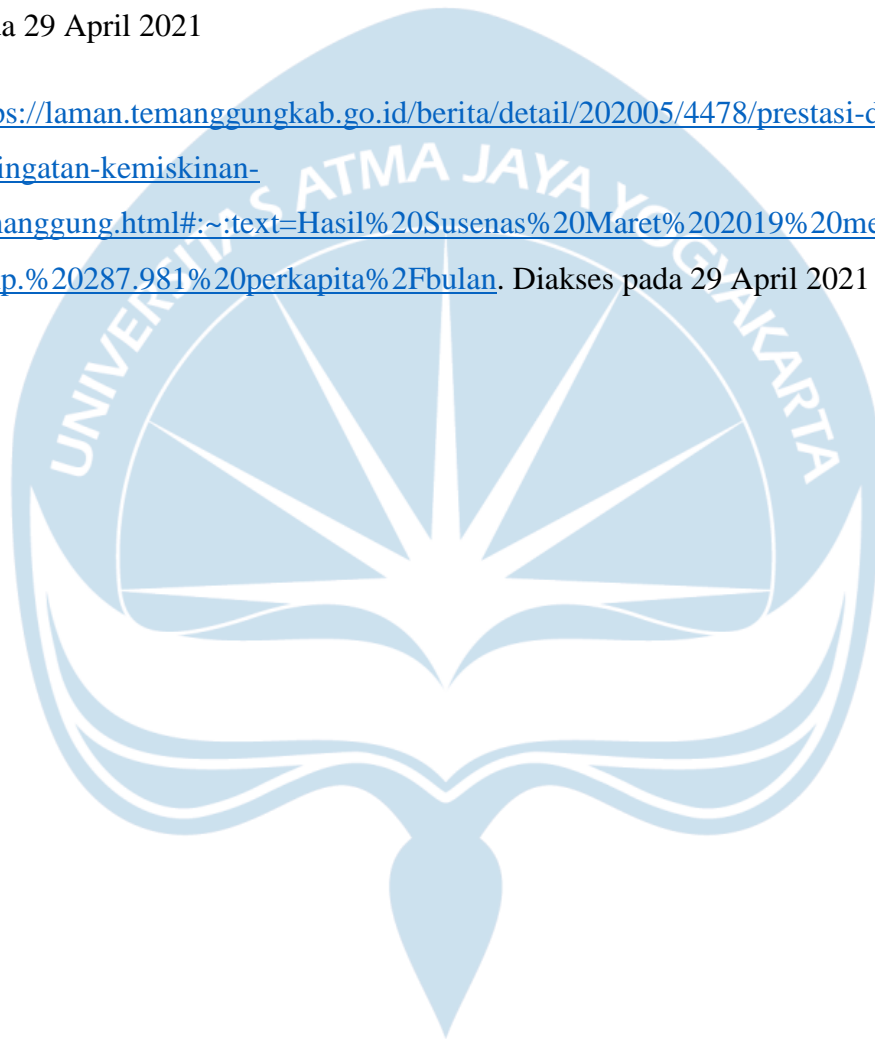 a 29 April 2021
ps://laman.temanggungkab.go.id/berita/detail/202005/4478/prestasi-d
ingatan-kemiskinan-
nanggung.html#:~:text=Hasil%20Susenas%20Maret%202019%20me
p.%20287.981%20perkapita%2Fbulan. Diakses pada 29 April 2021
UNIVERSITAS ATMA JAYA YOGYAKARTA